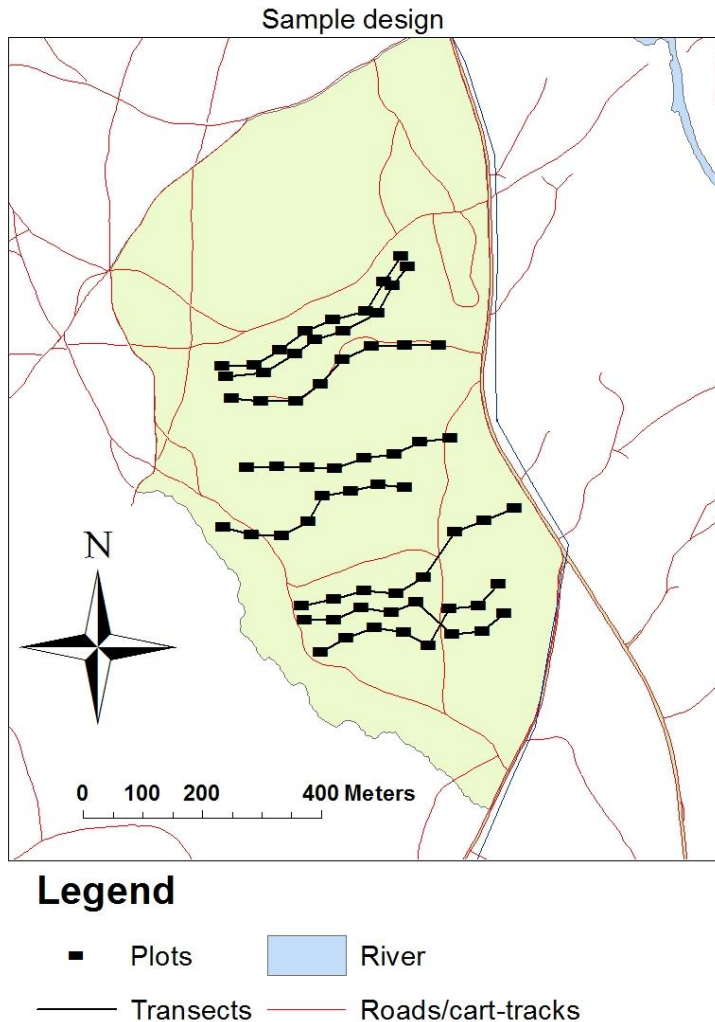 Sample design
N
0 100 200 400 Meters
Legend
Plots River
Transects Roads/cart-tracks